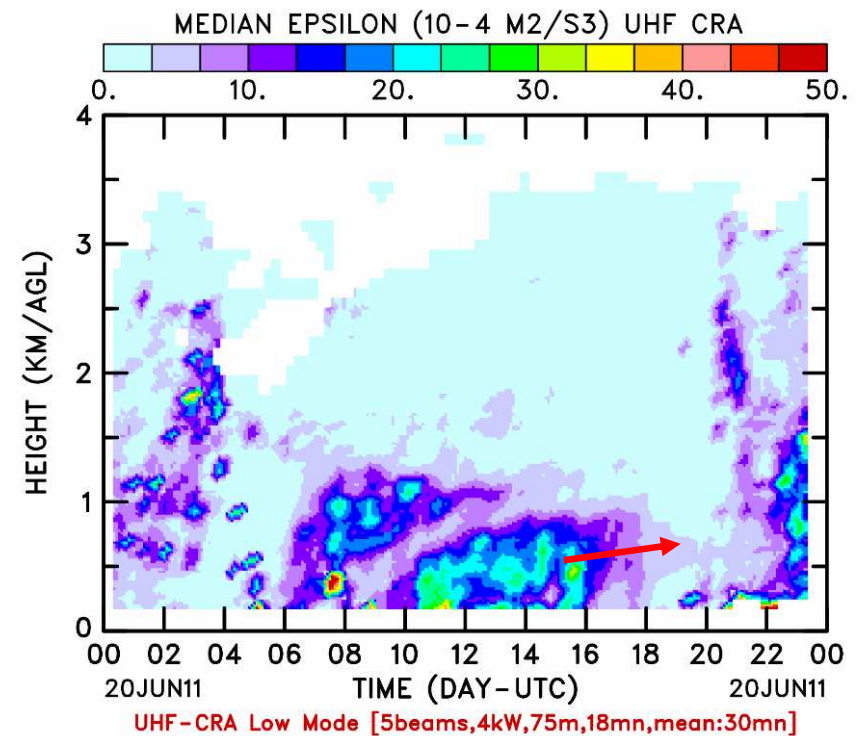 MEDIAN EPSILON (10-4 M2/S3) UHF CRA
0. 10. 20. 30. 40. 50.
4
3
2
1
0
HEIGHT (KM/AGL)
00 02 04 06 08 10 12 14 16 18 20 22 00
20JUN11 TIME (DAY-UTC) 20JUN11
UHF-CRA Low Mode [5beams,4kW,75m,18mn,mean:30mn]